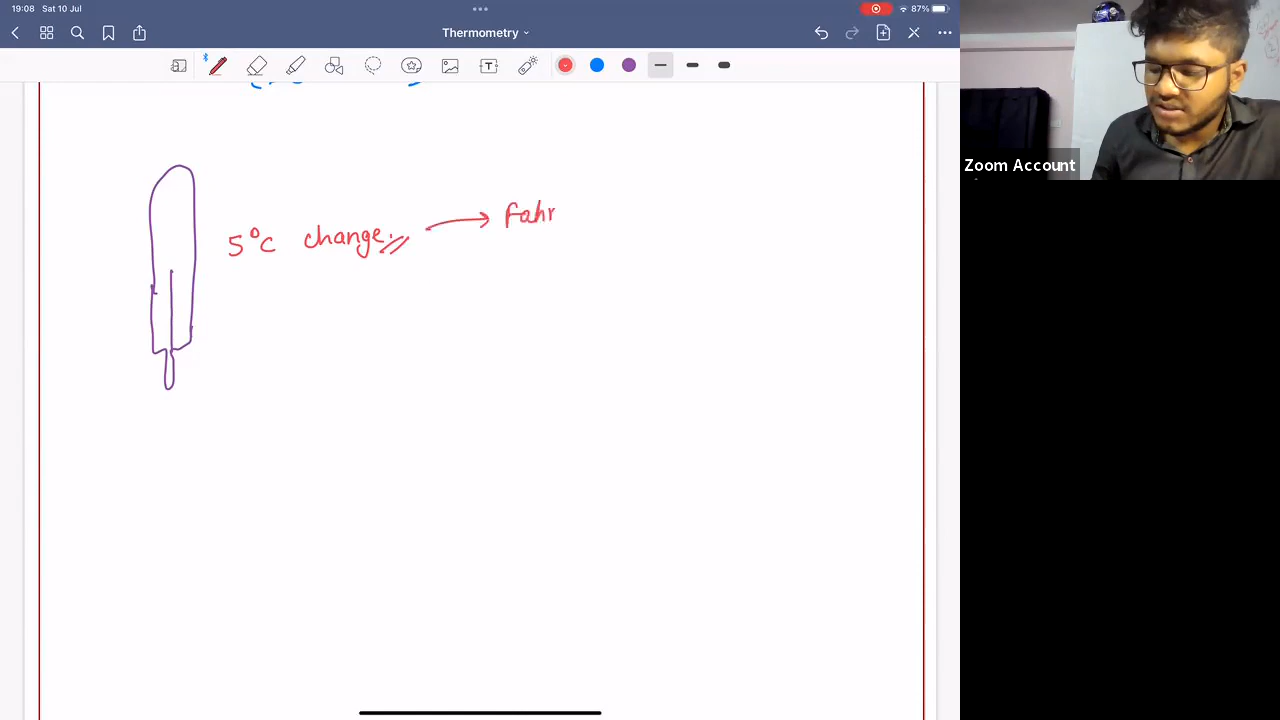 19:08 Sat 10 Jul
87%
Thermometry
T
5°C change. → Fahr
Zoom Account